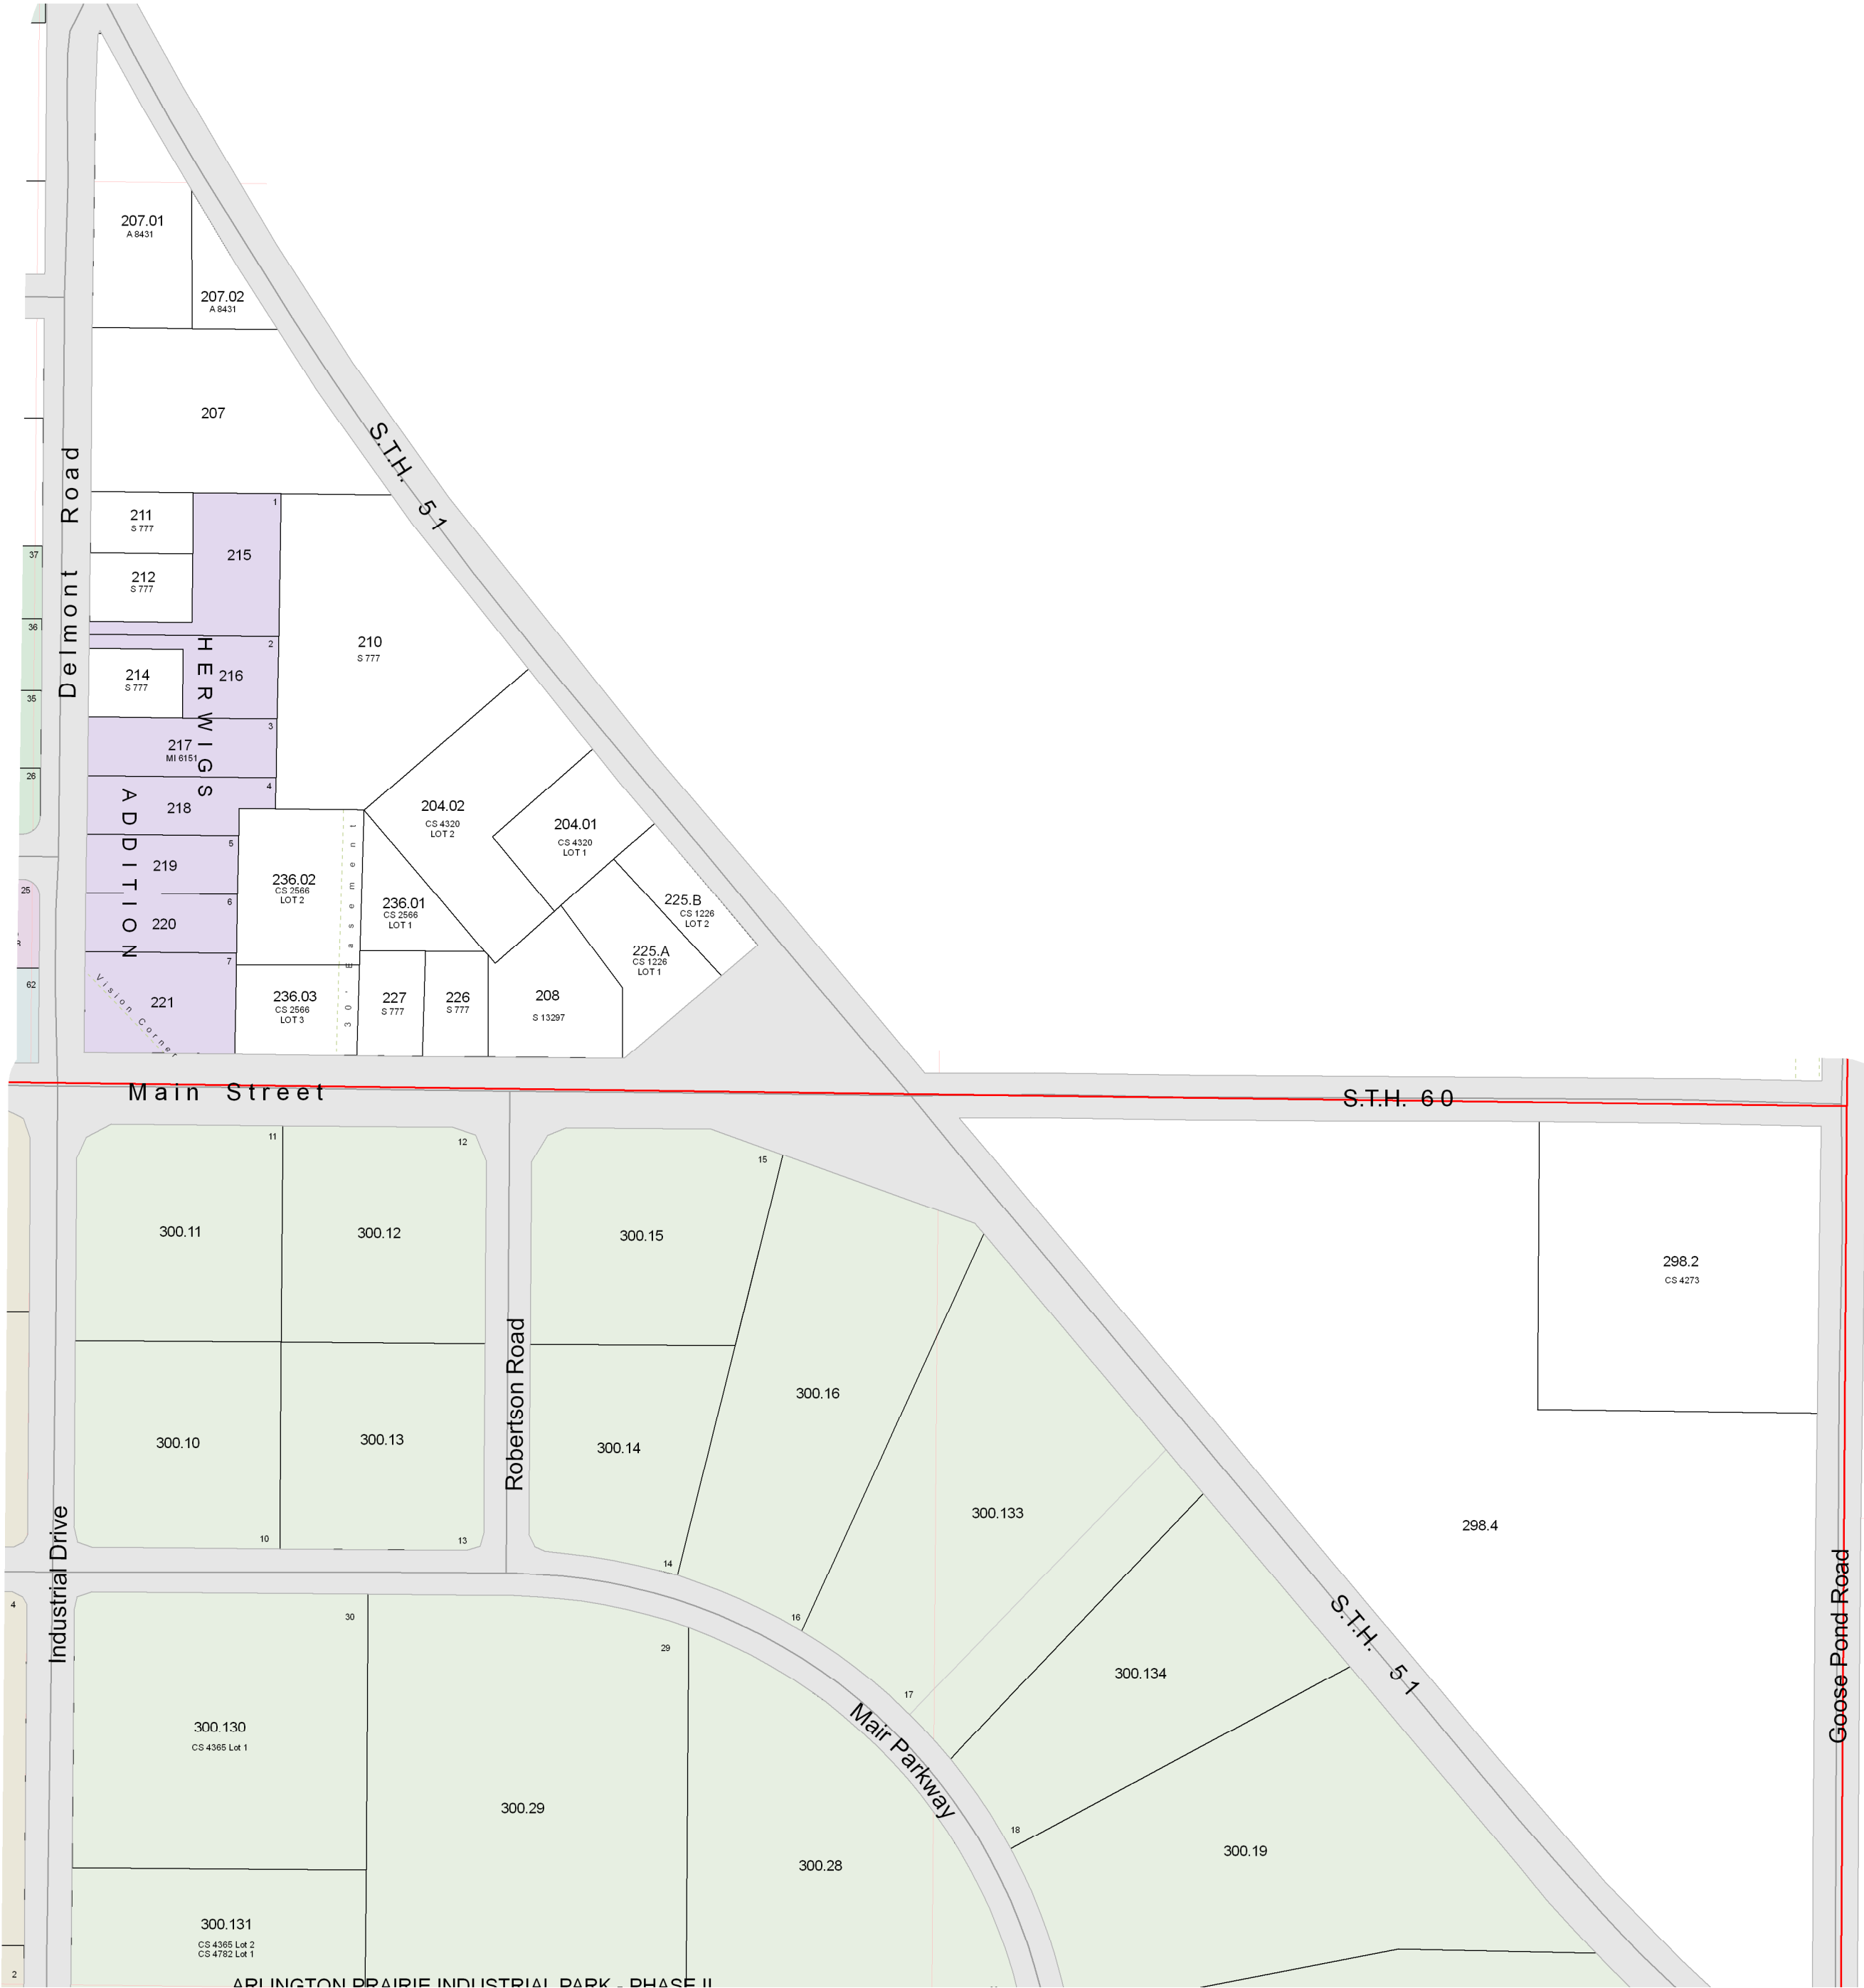 207.01
A 8431
207.02
A 8431
207
S.T.H. 51
Delmont Road
1
211
S 777
215
37
212
S 777
36
2
HERWIGS
210
S 777
214
S 777
216
35
3
217
MI 6151
26
4
ADDITION
218
204.02
CS 4320
LOT 2
204.01
CS 4320
LOT 1
5
219
236.02
CS 2566
LOT 2
30' Easement
25
6
236.01
CS 2566
LOT 1
225.B
CS 1226
LOT 2
220
7
225.A
CS 1226
LOT 1
62
Vision Corner
221
236.03
CS 2566
LOT 3
227
S 777
226
S 777
208
S 13297
Main Street
S.T.H. 60
11
12
15
300.11
300.12
300.15
298.2
CS 4273
Robertson Road
300.16
300.10
300.13
300.14
300.133
298.4
10
13
14
Industrial Drive
4
30
16
29
S.T.H. 51
Goose Pond Road
300.134
17
Mair Parkway
300.130
CS 4365 Lot 1
300.29
18
300.19
300.28
300.131
CS 4365 Lot 2
CS 4782 Lot 1
2
ARLINGTON PRAIRIE INDUSTRIAL PARK - PHASE II